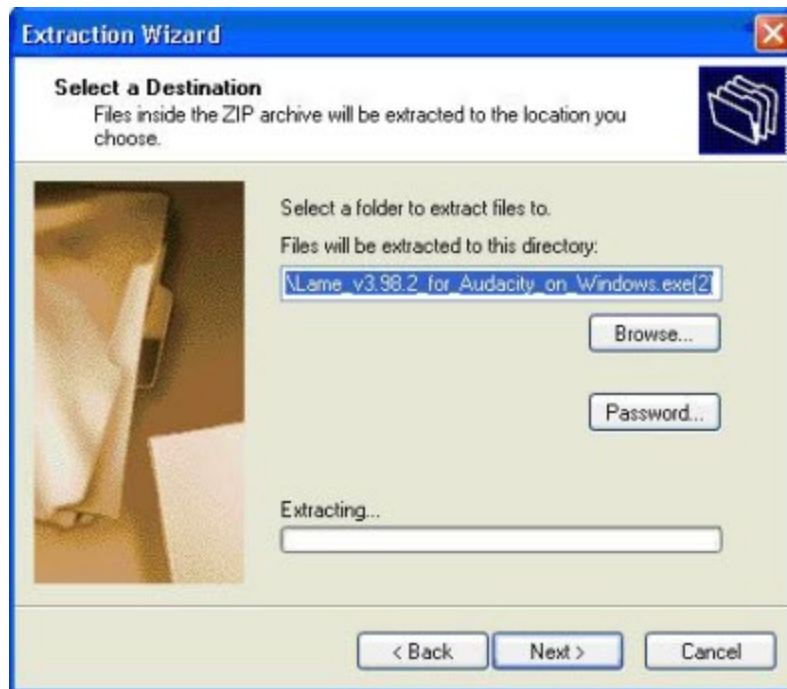 Extraction Wizard
Select a Destination
Files inside the ZIP archive will be extracted to the location you
choose.
Select a folder to extract files to.
Files will be extracted to this directory:
\Lame_v3.98.2_for_Audacity_on_Windows.exe(2)
Browse...
Password...
Extracting...
< Back
Next >
Cancel